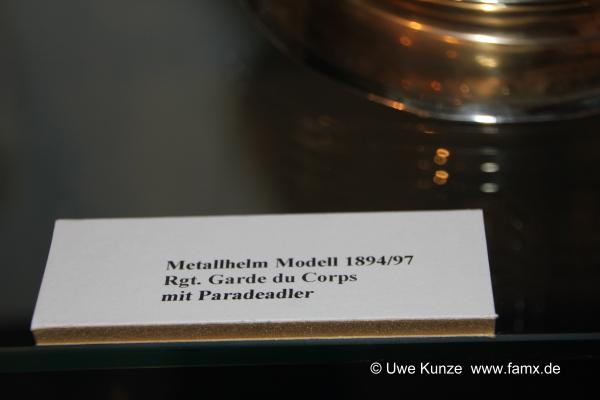 Metallhelm Modell 1894/97
Rgt. Garde du Corps
mit Paradeadler
© Uwe Kunze www.famx.de